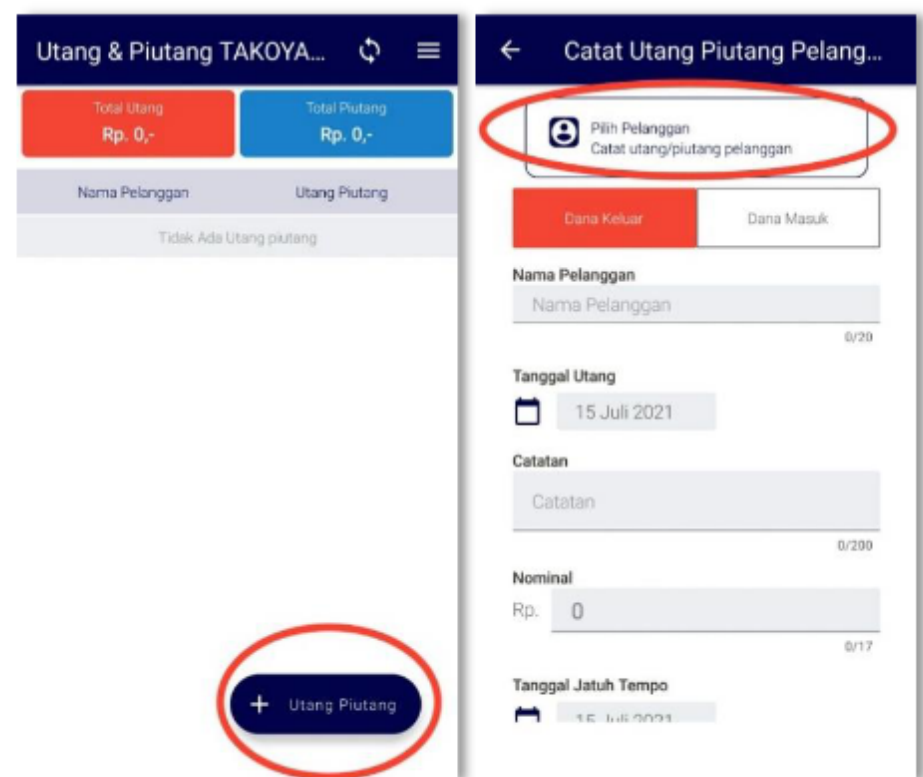 Utang & Piutang TAKOYA...
Total Utang
Rp. 0,-
Total Piutang
Rp. 0,-
Nama Pelanggan
Utang Piutang
Tidak Ada Utang piutang
+ Utang Piutang
Catat Utang Piutang Pelang...
Pilih Pelanggan
Catat utang/piutang pelanggan
Dana Keluar
Dana Masuk
Nama Pelanggan
Nama Pelanggan
0/20
Tanggal Utang
15 Juli 2021
Catatan
Catatan
0/200
Nominal
Rp. 0
0/17
Tanggal Jatuh Tempo
15 Juli 2021